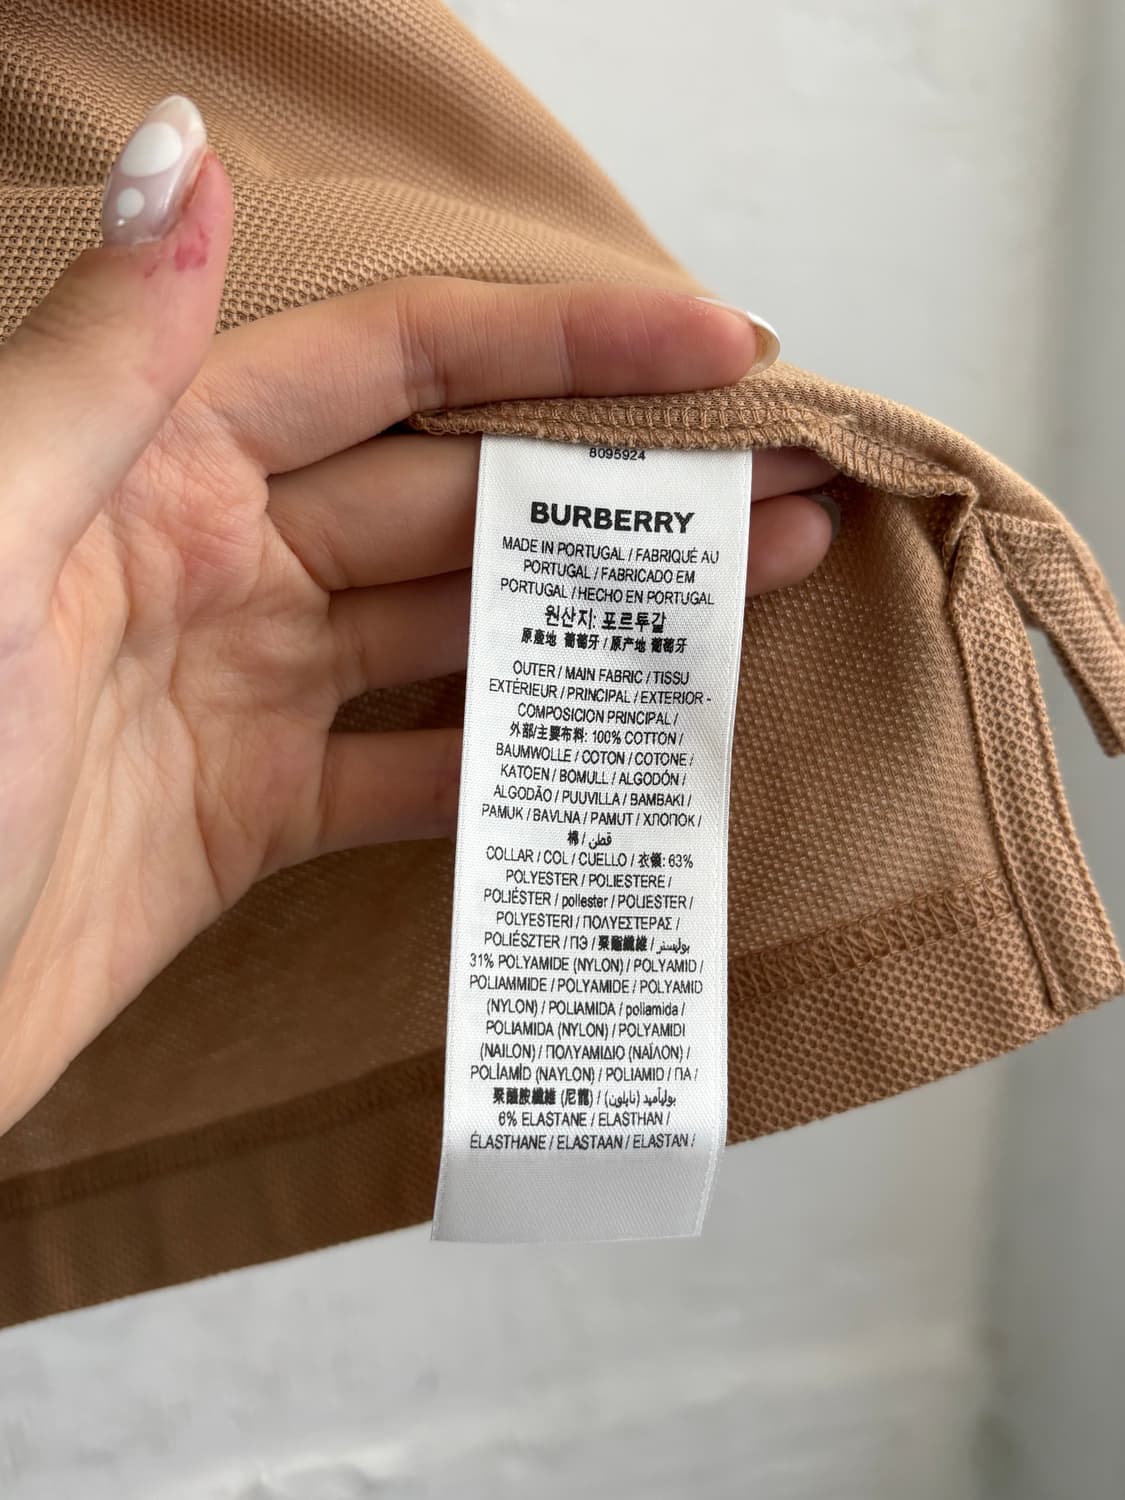 8095924
BURBERRY
MADE IN PORTUGAL / FABRIQUÉ AU
PORTUGAL / FABRICADO EM
PORTUGAL / HECHO EN PORTUGAL
원산지: 포르투갈
原產地 葡萄牙 / 原产地 葡萄牙
OUTER / MAIN FABRIC / TISSU
EXTÉRIEUR / PRINCIPAL / EXTERIOR -
COMPOSICION PRINCIPAL /
外部/主要布料: 100% COTTON /
BAUMWOLLE / COTON / COTONE /
KATOEN / BOMULL / ALGODÓN /
ALGODÃO / PUUVILLA / BAMBAKI /
PAMUK / BAVLNA / PAMUT / ХЛОПОК /
棉 / قطن
COLLAR / COL / CUELLO / 衣領: 63%
POLYESTER / POLIESTERE /
POLIÉSTER / poliester / POLIESTER /
POLYESTERI / ΠΟΛΥΕΣΤΕΡΑΣ /
POLIÉSZTER / ПЭ / 聚酯纖維 / بوليستر
31% POLYAMIDE (NYLON) / POLYAMID /
POLIAMMIDE / POLYAMIDE / POLYAMID
(NYLON) / POLIAMIDA / poliamida /
POLIAMIDA (NYLON) / POLYAMIDI
(NAILON) / ΠΟΛΥΑΜΙΔΙΟ (ΝΑΪΛΟΝ) /
POLİAMİD (NAYLON) / POLIAMID / ПА /
聚醯胺纖維 (尼龍) / بولياميد (نايلون)
6% ELASTANE / ELASTHAN /
ÉLASTHANE / ELASTAAN / ELASTAN /